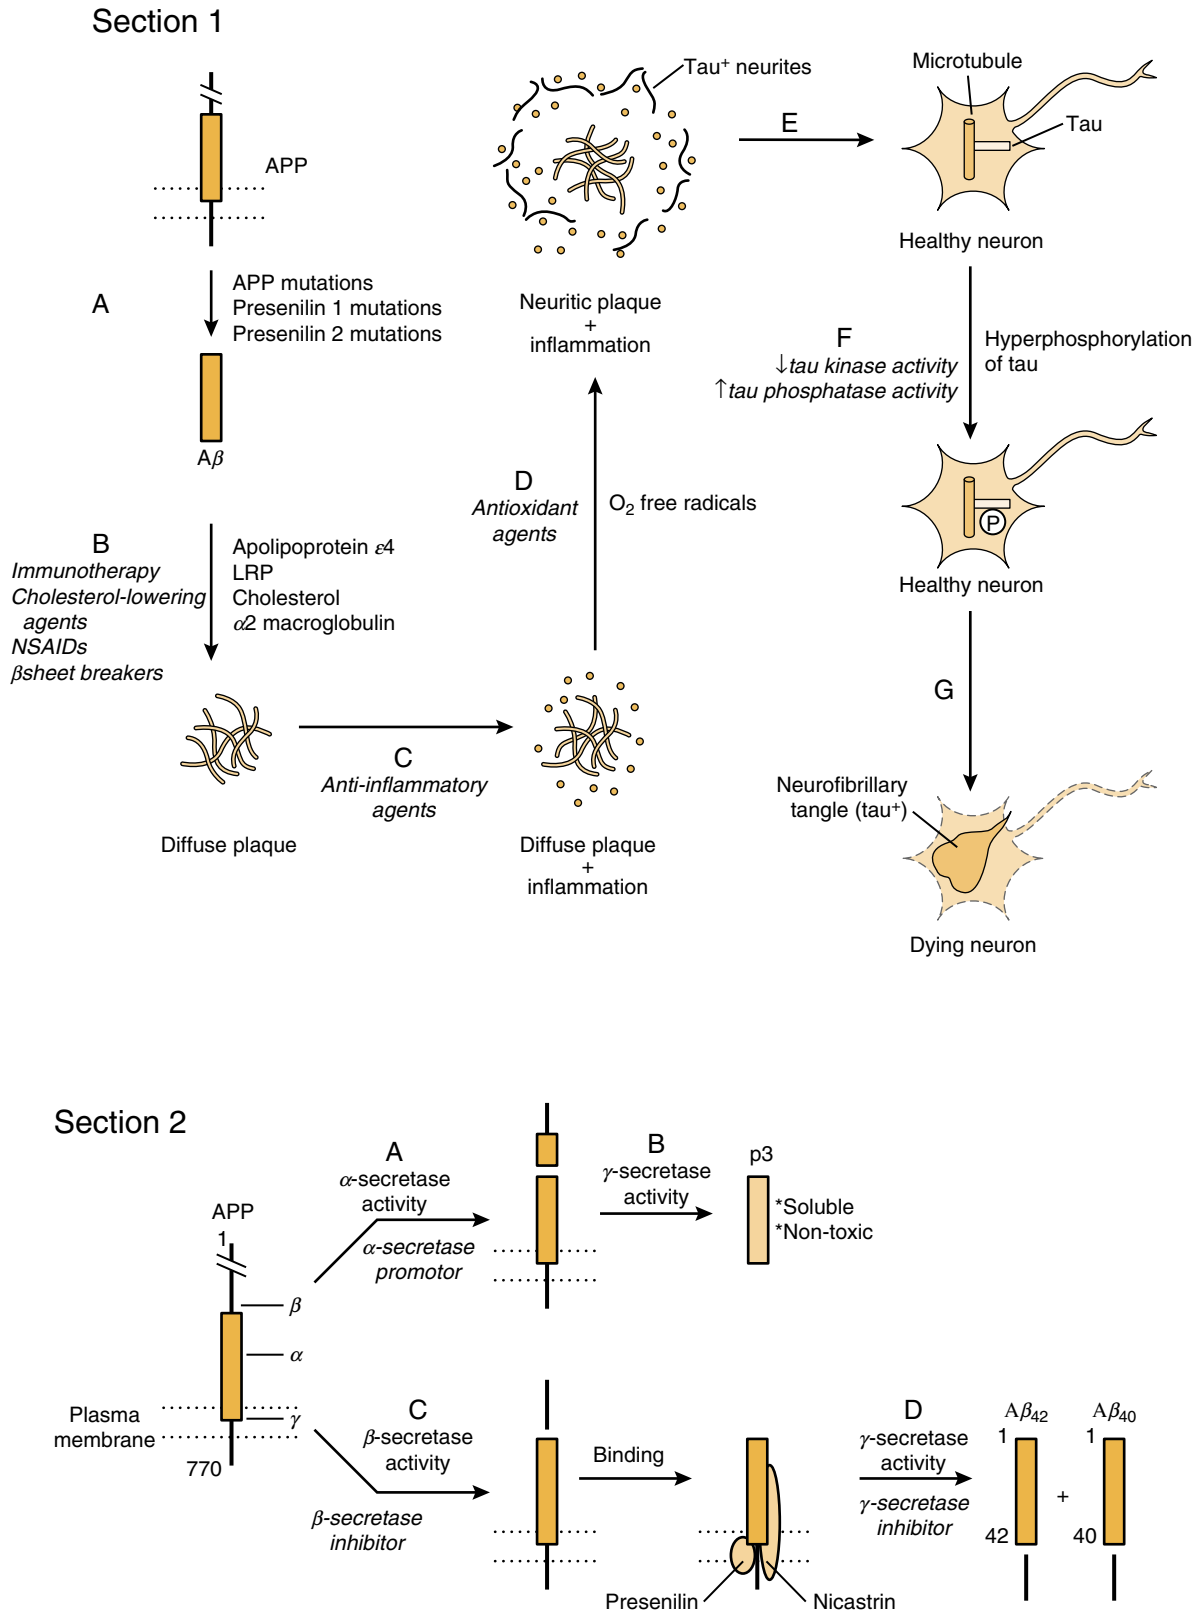 Section 1
APP
A
APP mutations
Presenilin 1 mutations
Presenilin 2 mutations
Aβ
B
Immunotherapy
Cholesterol-lowering
agents
NSAIDs
βsheet breakers
Apolipoprotein ε4
LRP
Cholesterol
α2 macroglobulin
Diffuse plaque
C
Anti-inflammatory
agents
Diffuse plaque
+
inflammation
D
Antioxidant
agents
O₂ free radicals
Tau⁺ neurites
Neuritic plaque
+
inflammation
E
Microtubule
Tau
Healthy neuron
F
↓tau kinase activity
↑tau phosphatase activity
Hyperphosphorylation
of tau
P
Healthy neuron
G
Neurofibrillary
tangle (tau⁺)
Dying neuron
Section 2
APP
1
β
α
γ
Plasma
membrane
770
A
α-secretase
activity
α-secretase
promotor
B
γ-secretase
activity
p3
*Soluble
*Non-toxic
C
β-secretase
activity
β-secretase
inhibitor
Binding
Presenilin
Nicastrin
D
γ-secretase
activity
γ-secretase
inhibitor
Aβ₄₂
1
42
+
Aβ₄₀
1
40